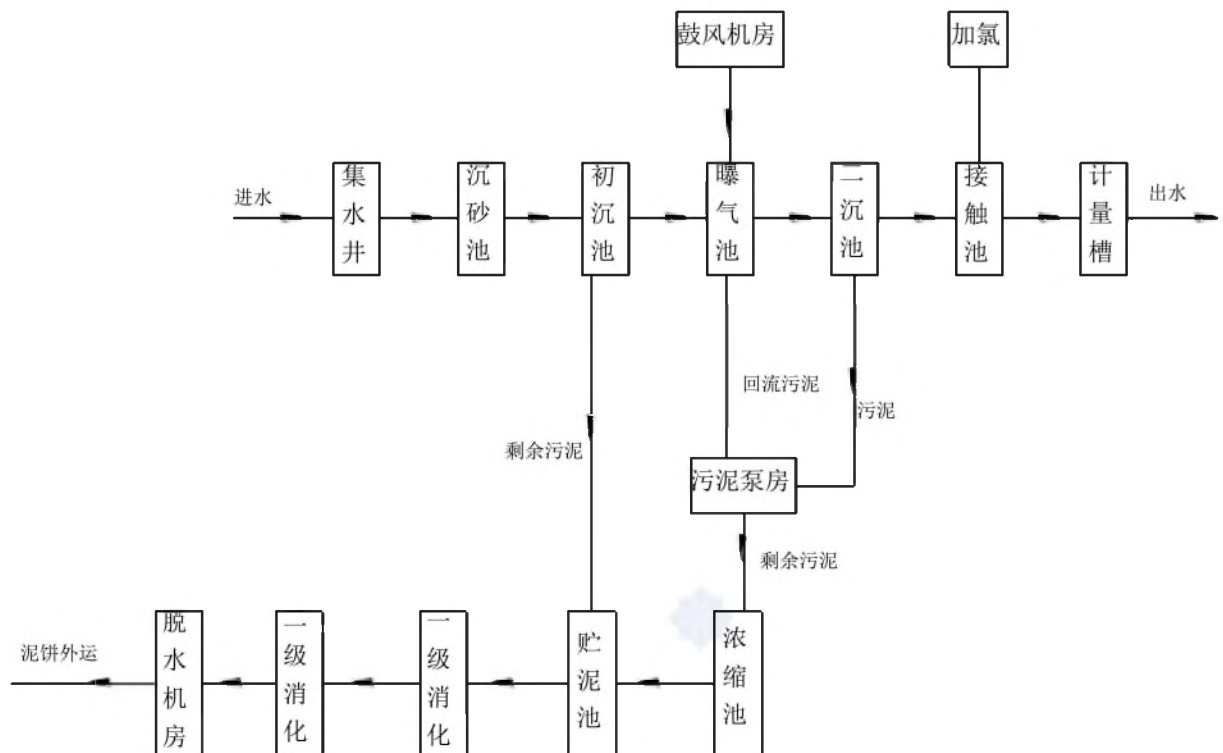 鼓风机房
加氯
进水
集水井
沉砂池
初沉池
曝气池
二沉池
接触池
计量槽
出水
回流污泥
污泥
剩余污泥
污泥泵房
剩余污泥
泥饼外运
脱水机房
二级消化
一级消化
贮泥池
浓缩池